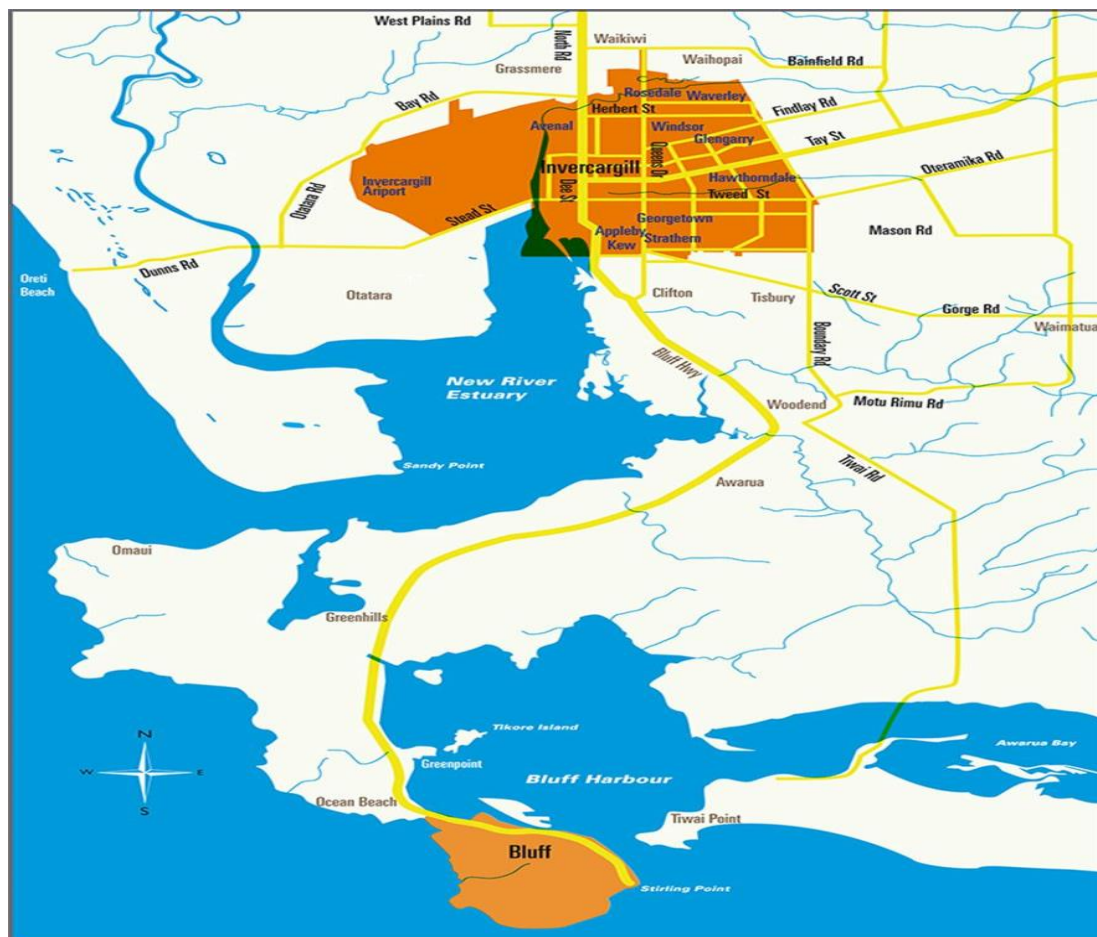 West Plains Rd
North Rd
Waikiwi
Waihopai
Bainfield Rd
Grassmere
Bay Rd
Rosedale
Waverley
Herbert St
Findlay Rd
Avenal
Windsor
Glengarry
Tay St
Queens Dr
Invercargill
Oteramika Rd
Invercargill
Ariport
Dee St
Hawthorndale
Tweed St
Otatara Rd
Stead St
Georgetown
Appleby
Kew
Strathern
Mason Rd
Dunns Rd
Oreti
Beach
Otatara
Clifton
Tisbury
Scott St
Gorge Rd
Waimatua
Boundary Rd
Bluff Hwy
New River
Estuary
Woodend
Motu Rimu Rd
Sandy Point
Tiwai Rd
Awarua
Omaui
Greenhills
Tikore Island
N
W
E
S
Greenpoint
Bluff Harbour
Awarua Bay
Ocean Beach
Tiwai Point
Bluff
Stirling Point